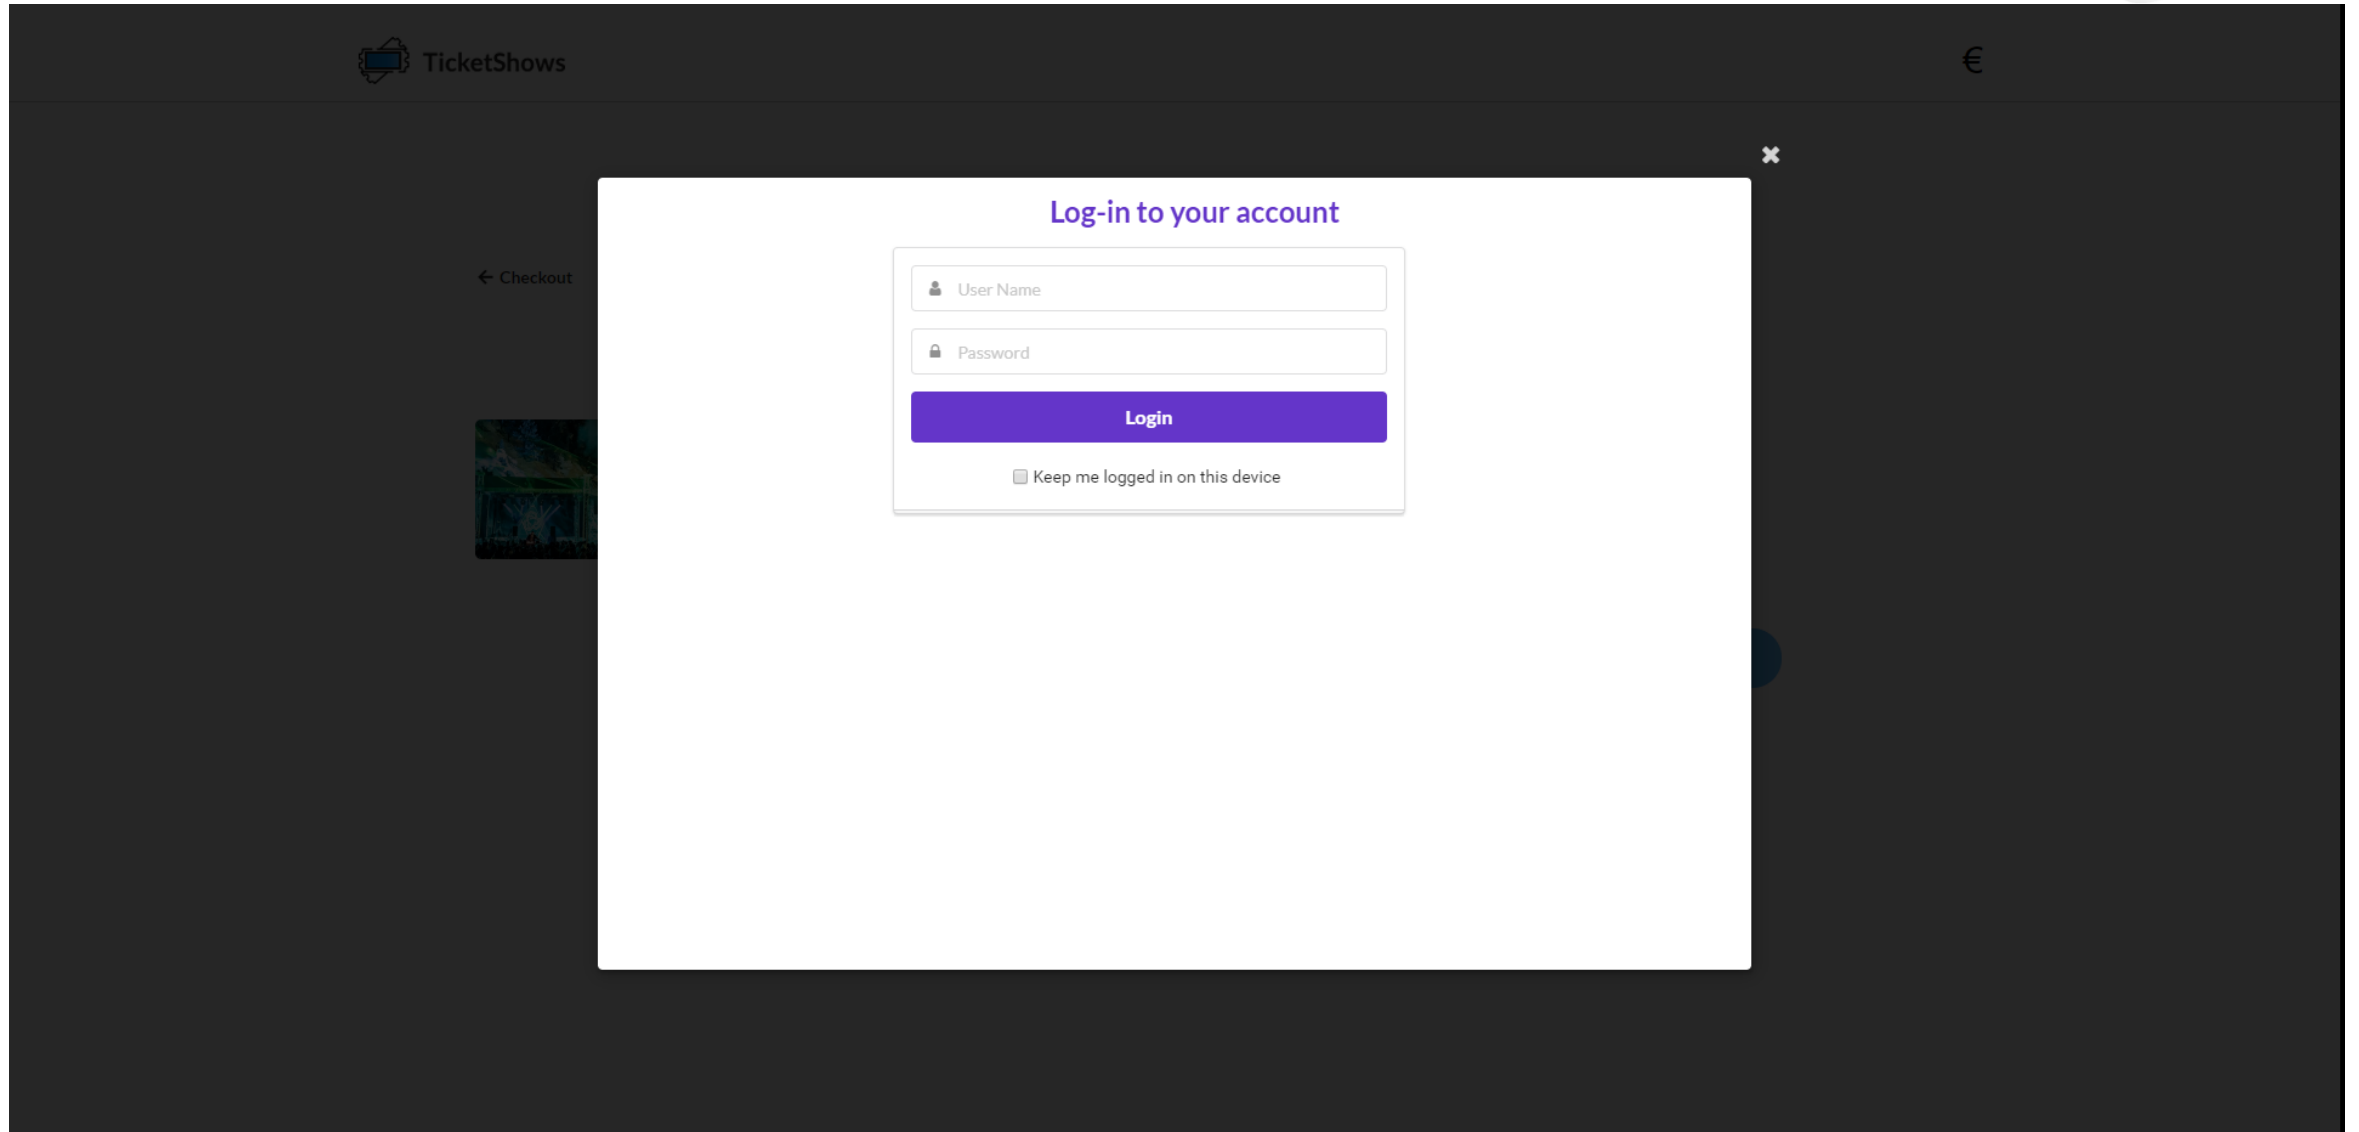 TicketShows
€
✖
Log-in to your account
← Checkout
User Name
Password
Login
Keep me logged in on this device